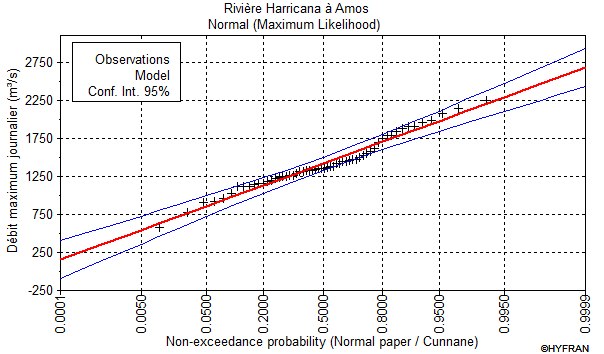 Rivière Harricana à Amos
Normal (Maximum Likelihood)
Observations
Model
Conf. Int. 95%
Débit maximum journalier (m³/s)
2750
2250
1750
1250
750
250
-250
0.0001
0.0050
0.0500
0.2000
0.5000
0.8000
0.9500
0.9950
0.9999
Non-exceedance probability (Normal paper / Cunnane)
©HYFRAN